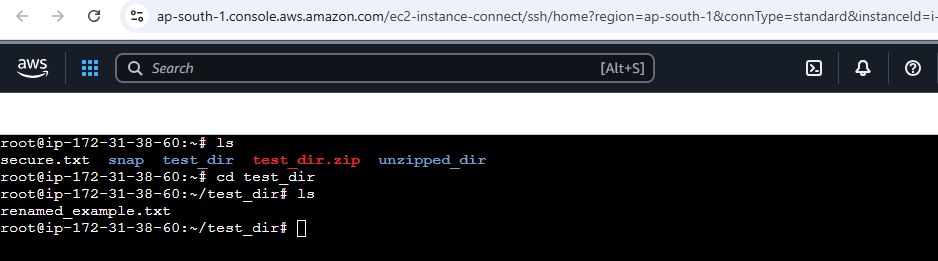 ap-south-1.console.aws.amazon.com/ec2-instance-connect/ssh/home?region=ap-south-1&connType=standard&instanceId=i-
aws Search [Alt+S]
root@ip-172-31-38-60:~# ls
secure.txt  snap  test_dir  test_dir.zip  unzipped_dir
root@ip-172-31-38-60:~# cd test_dir
root@ip-172-31-38-60:~/test_dir# ls
renamed_example.txt
root@ip-172-31-38-60:~/test_dir#